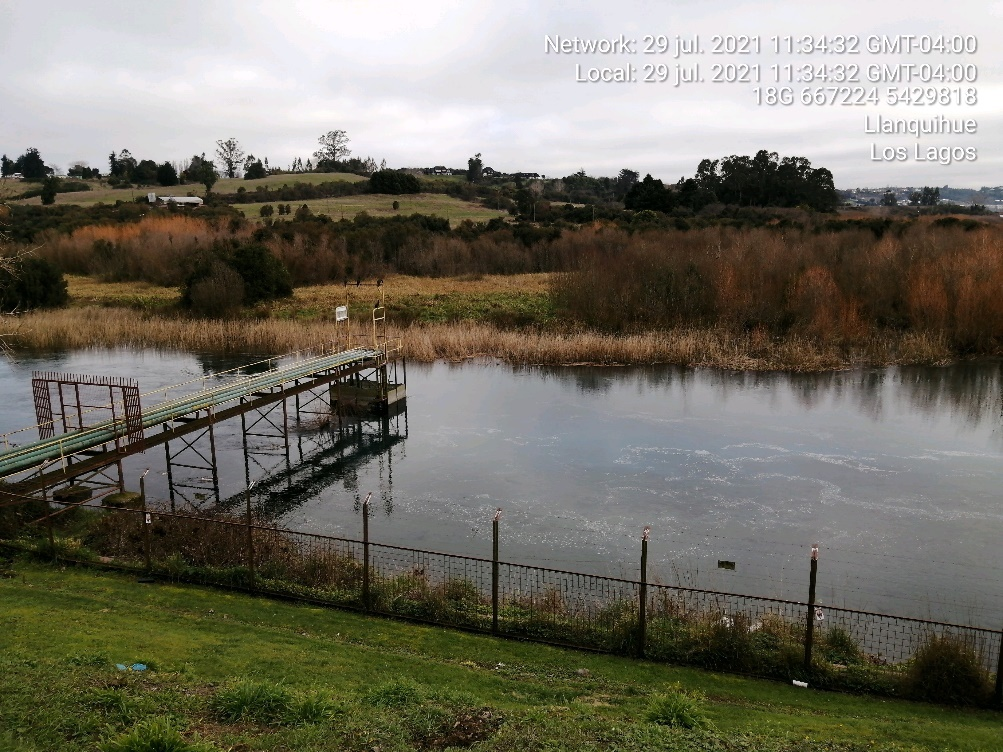 Network: 29 jul. 2021 11:34:32 GMT-04:00
Local: 29 jul. 2021 11:34:32 GMT-04:00
18G 667224 5429818
Llanquihue
Los Lagos